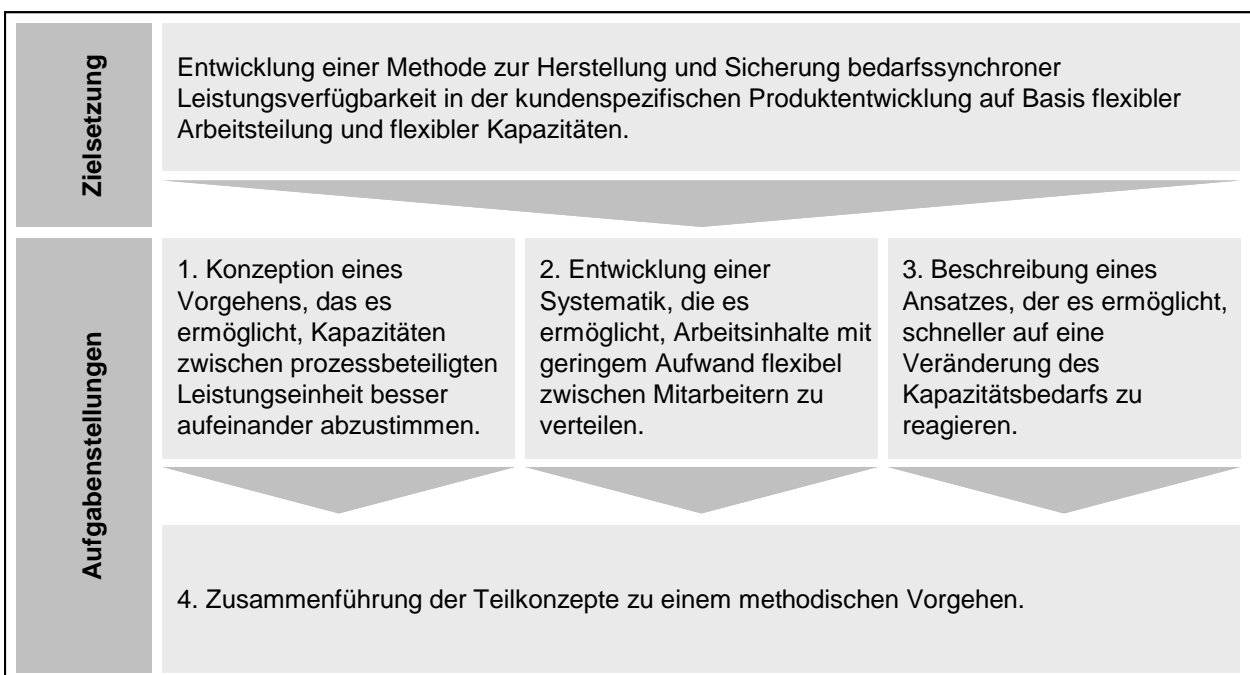 Zielsetzung
Entwicklung einer Methode zur Herstellung und Sicherung bedarfssynchroner
Leistungsverfügbarkeit in der kundenspezifischen Produktentwicklung auf Basis flexibler
Arbeitsteilung und flexibler Kapazitäten.
Aufgabenstellungen
1. Konzeption eines
Vorgehens, das es
ermöglicht, Kapazitäten
zwischen prozessbeteiligten
Leistungseinheit besser
aufeinander abzustimmen.
2. Entwicklung einer
Systematik, die es
ermöglicht, Arbeitsinhalte mit
geringem Aufwand flexibel
zwischen Mitarbeitern zu
verteilen.
3. Beschreibung eines
Ansatzes, der es ermöglicht,
schneller auf eine
Veränderung des
Kapazitätsbedarfs zu
reagieren.
4. Zusammenführung der Teilkonzepte zu einem methodischen Vorgehen.